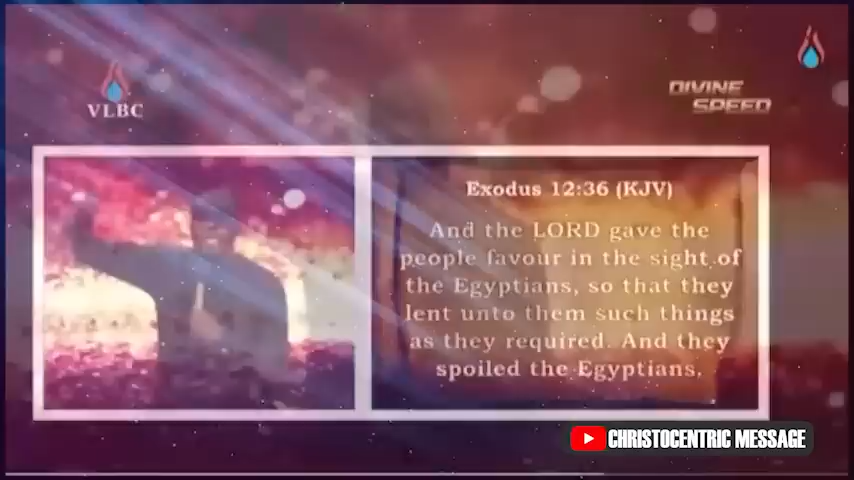 VLBC
DIVINE
SPEED
Exodus 12:36 (KJV)
And the LORD gave the
people favour in the sight of
the Egyptians, so that they
lent unto them such things
as they required. And they
spoiled the Egyptians.
CHRISTOCENTRIC MESSAGE